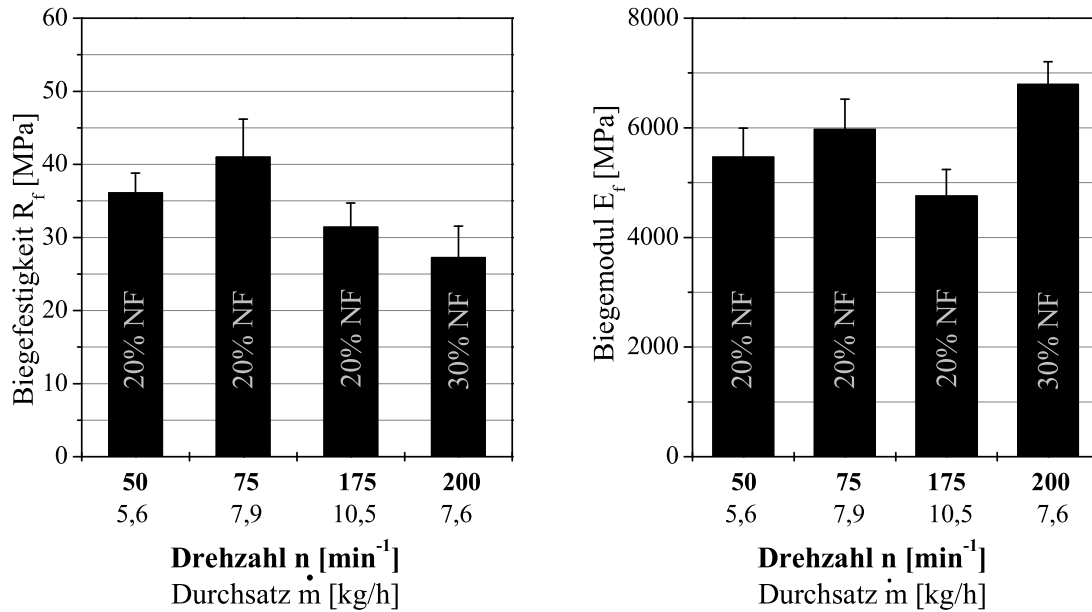 Biegefestigkeit R_f [MPa]
60
50
40
30
20
10
0
20% NF
20% NF
20% NF
30% NF
50 75 175 200
5,6 7,9 10,5 7,6
Drehzahl n [min⁻¹]
Durchsatz ṁ [kg/h]
Biegemodul E_f [MPa]
8000
6000
4000
2000
0
20% NF
20% NF
20% NF
30% NF
50 75 175 200
5,6 7,9 10,5 7,6
Drehzahl n [min⁻¹]
Durchsatz ṁ [kg/h]